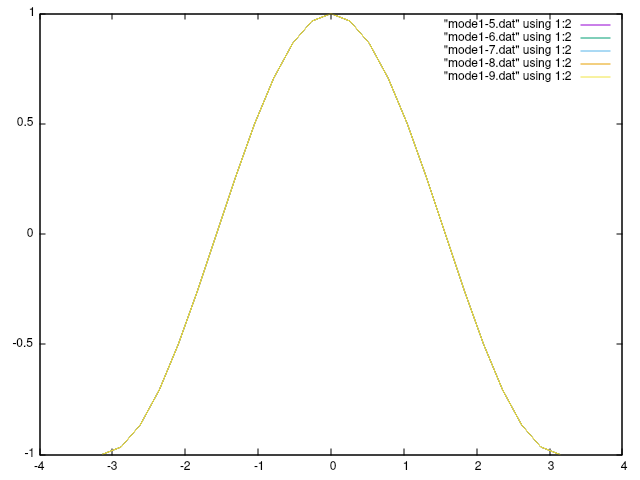 1
"mode1-5.dat" using 1:2
"mode1-6.dat" using 1:2
"mode1-7.dat" using 1:2
"mode1-8.dat" using 1:2
"mode1-9.dat" using 1:2
0.5
0
-0.5
-1
-4 -3 -2 -1 0 1 2 3 4